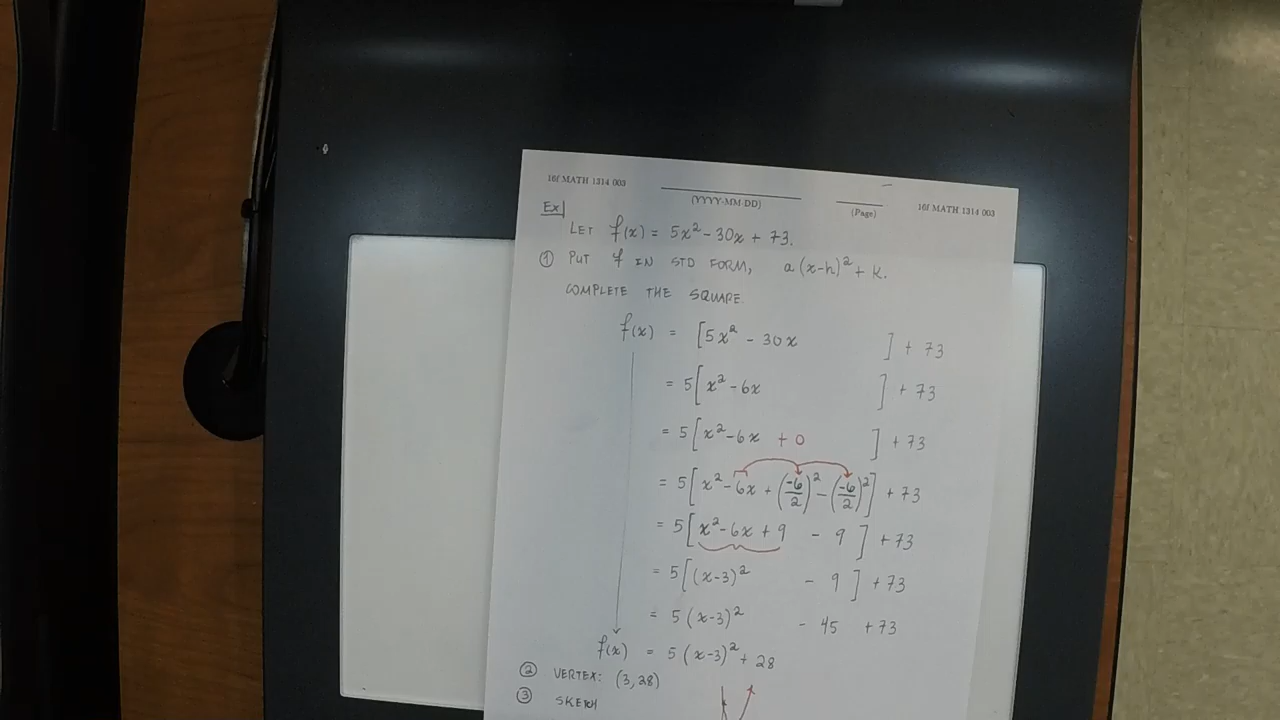 16f MATH 1314 003
(YYYY-MM-DD)
(Page)
16f MATH 1314 003
Ex|
LET f(x) = 5x² - 30x + 73.
① PUT f IN STD FORM, a(x-h)² + k.
COMPLETE THE SQUARE.
f(x) = [5x² - 30x ] + 73
= 5[x² - 6x ] + 73
= 5[x² - 6x + 0 ] + 73
= 5[x² - 6x + (-6/2)² - (-6/2)²] + 73
= 5[x² - 6x + 9 - 9 ] + 73
= 5[(x-3)² - 9 ] + 73
= 5(x-3)² - 45 + 73
f(x) = 5(x-3)² + 28
② VERTEX: (3,28)
③ SKETCH